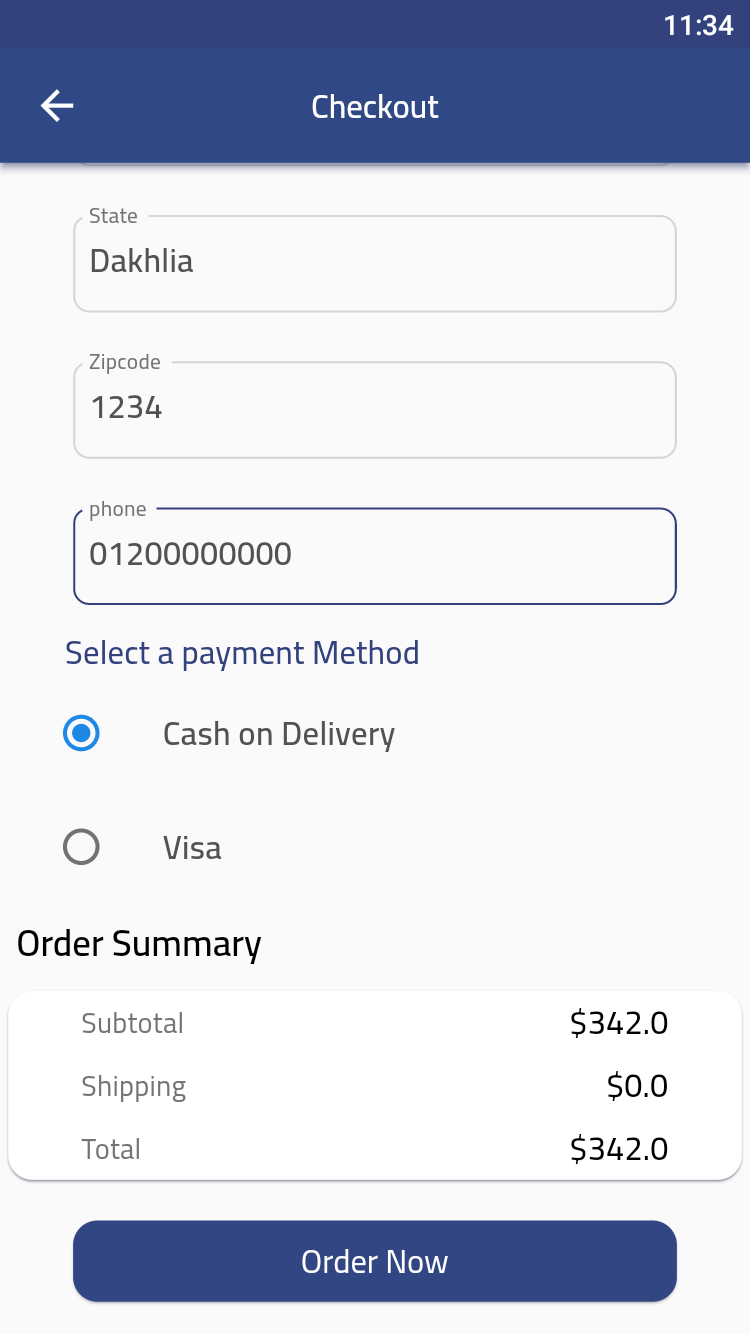 11:34
Checkout
State
Dakhlia
Zipcode
1234
phone
01200000000
Select a payment Method
Cash on Delivery
Visa
Order Summary
Subtotal $342.0
Shipping $0.0
Total $342.0
Order Now